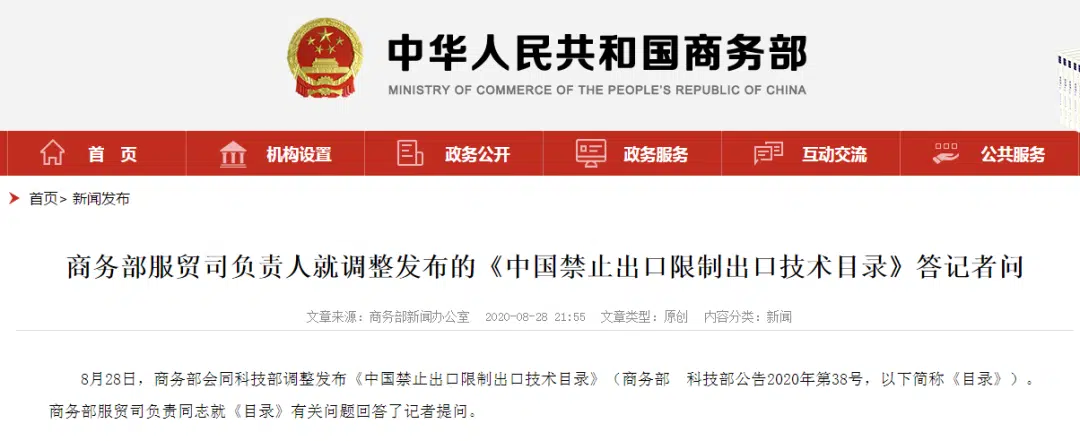 中华人民共和国商务部
MINISTRY OF COMMERCE OF THE PEOPLE'S REPUBLIC OF CHINA
首 页 机构设置 政务公开 政务服务 互动交流 公共服务
首页> 新闻发布
商务部服贸司负责人就调整发布的《中国禁止出口限制出口技术目录》答记者问
文章来源：商务部新闻办公室 2020-08-28 21:55 文章类型：原创 内容分类：新闻
8月28日，商务部会同科技部调整发布《中国禁止出口限制出口技术目录》（商务部 科技部公告2020年第38号，以下简称《目录》）。
商务部服贸司负责同志就《目录》有关问题回答了记者提问。